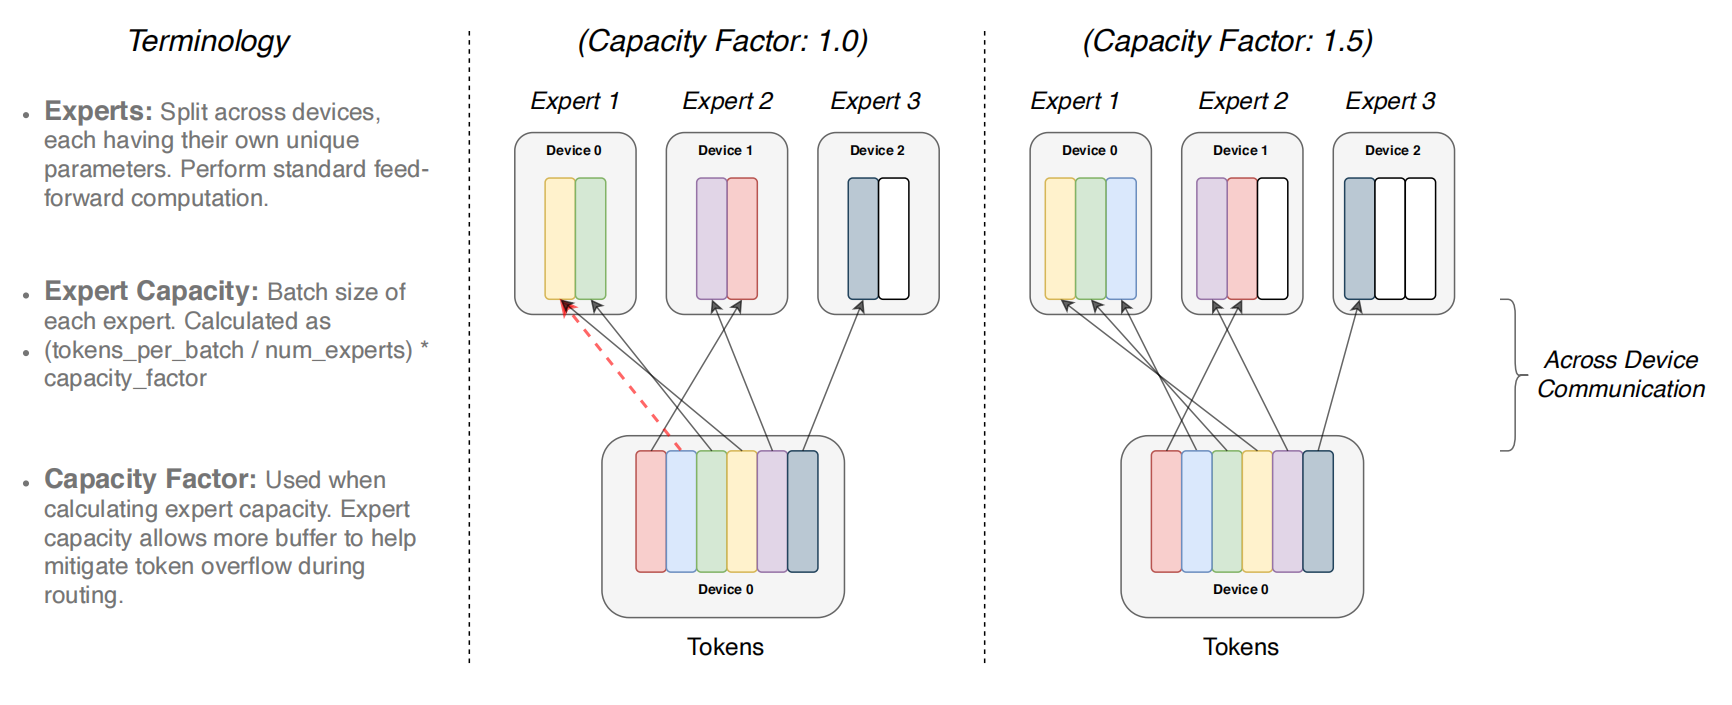 Terminology
• Experts: Split across devices,
each having their own unique
parameters. Perform standard feed-
forward computation.
• Expert Capacity: Batch size of
each expert. Calculated as
• (tokens_per_batch / num_experts) *
capacity_factor
• Capacity Factor: Used when
calculating expert capacity. Expert
capacity allows more buffer to help
mitigate token overflow during
routing.
(Capacity Factor: 1.0)
Expert 1 Expert 2 Expert 3
Device 0 Device 1 Device 2
Device 0
Tokens
(Capacity Factor: 1.5)
Expert 1 Expert 2 Expert 3
Device 0 Device 1 Device 2
Device 0
Tokens
Across Device
Communication